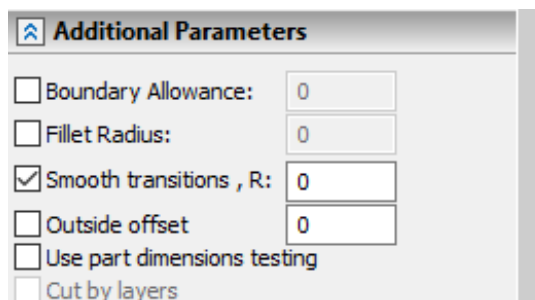 Additional Parameters
Boundary Allowance: 0
Fillet Radius: 0
Smooth transitions , R: 0
Outside offset 0
Use part dimensions testing
Cut by layers